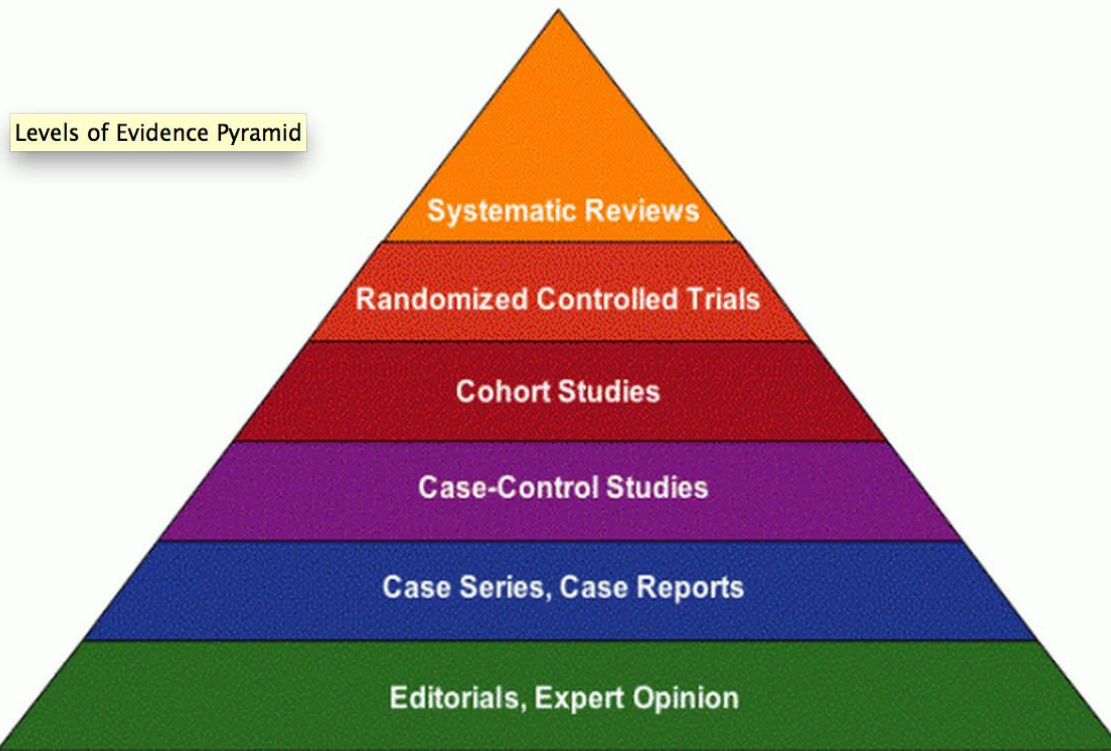 Levels of Evidence Pyramid
Systematic Reviews
Randomized Controlled Trials
Cohort Studies
Case-Control Studies
Case Series, Case Reports
Editorials, Expert Opinion